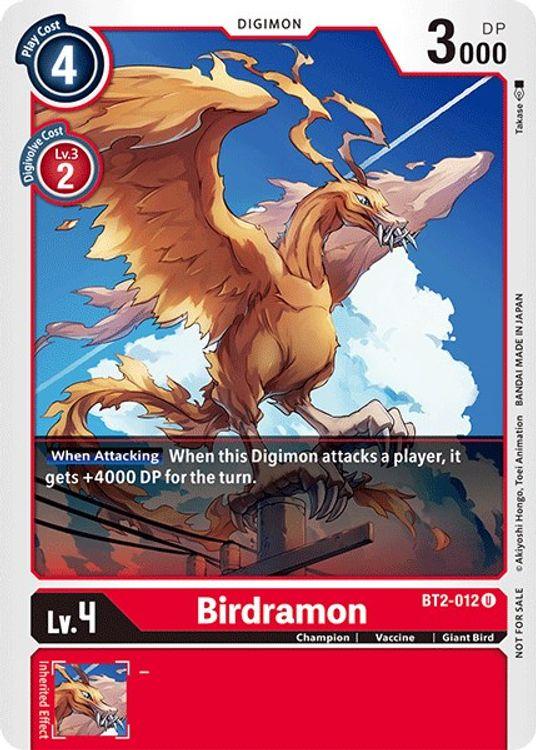 DIGIMON
Play Cost
4
3000
DP
Digivolve Cost
Lv.3
2
Takase
When Attacking When this Digimon attacks a player, it
gets +4000 DP for the turn.
© Akiyoshi Hongo, Toei Animation BANDAI MADE IN JAPAN
NOT FOR SALE
Lv.4
Birdramon
BT2-012 U
Champion | Vaccine | Giant Bird
Inherited Effect
–